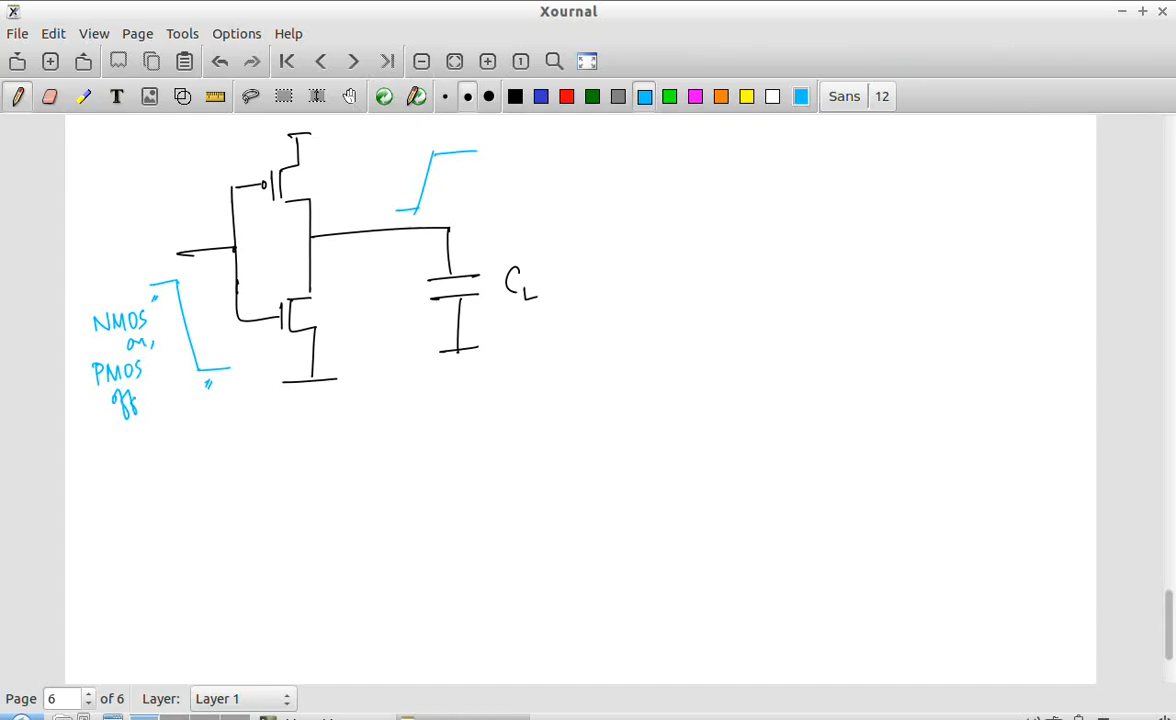 Xournal
File Edit View Page Tools Options Help
Sans 12
C_L
NMOS
on,
PMOS
off
Page 6 of 6 Layer: Layer 1